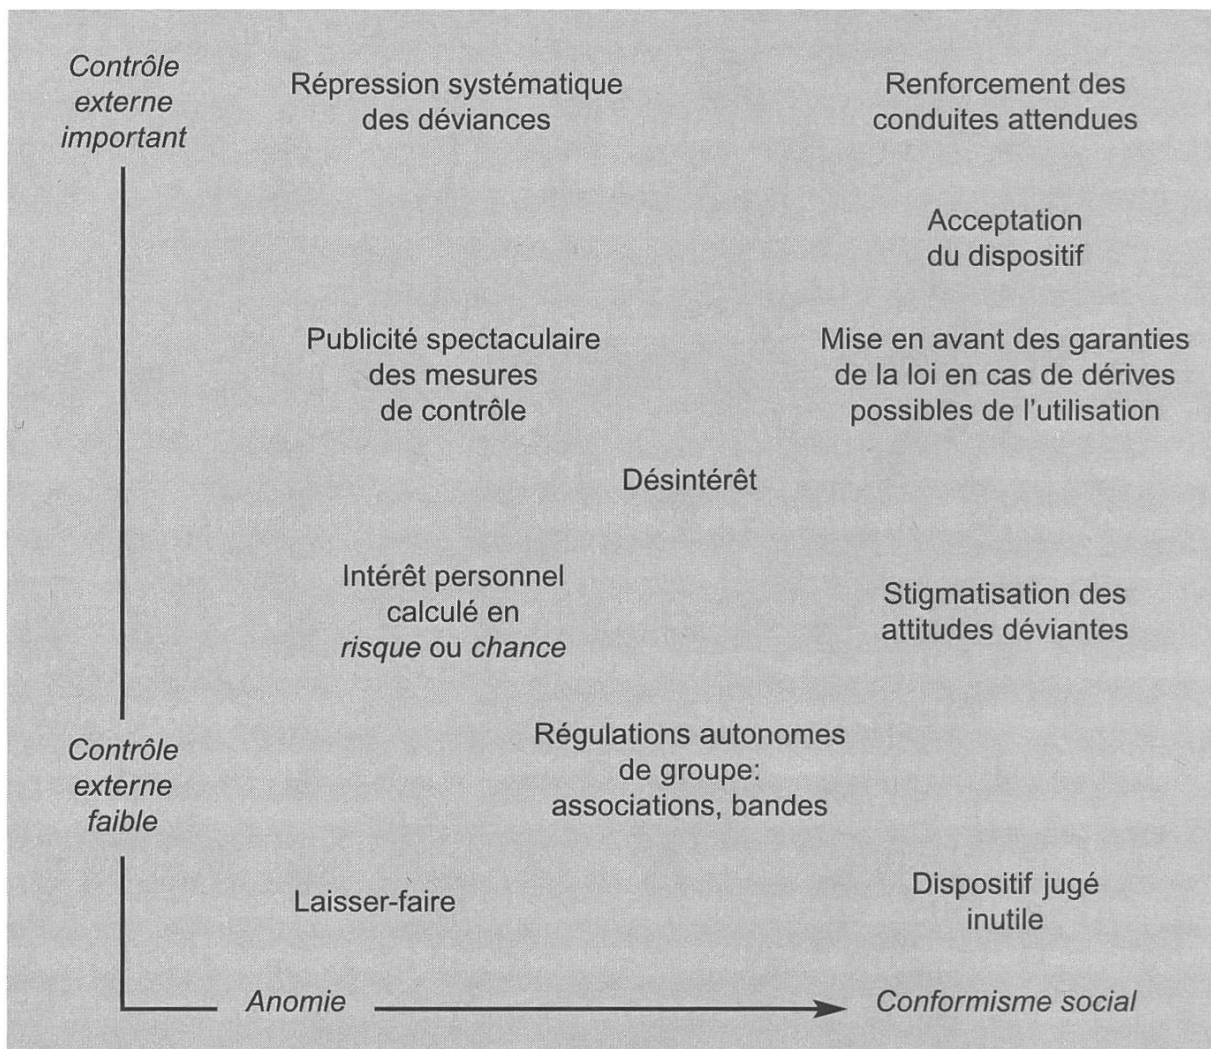 Contrôle
externe
important
Répression systématique
des déviances
Renforcement des
conduites attendues
Acceptation
du dispositif
Publicité spectaculaire
des mesures
de contrôle
Mise en avant des garanties
de la loi en cas de dérives
possibles de l'utilisation
Désintérêt
Intérêt personnel
calculé en
risque ou chance
Stigmatisation des
attitudes déviantes
Contrôle
externe
faible
Régulations autonomes
de groupe:
associations, bandes
Laisser-faire
Dispositif jugé
inutile
Anomie
Conformisme social